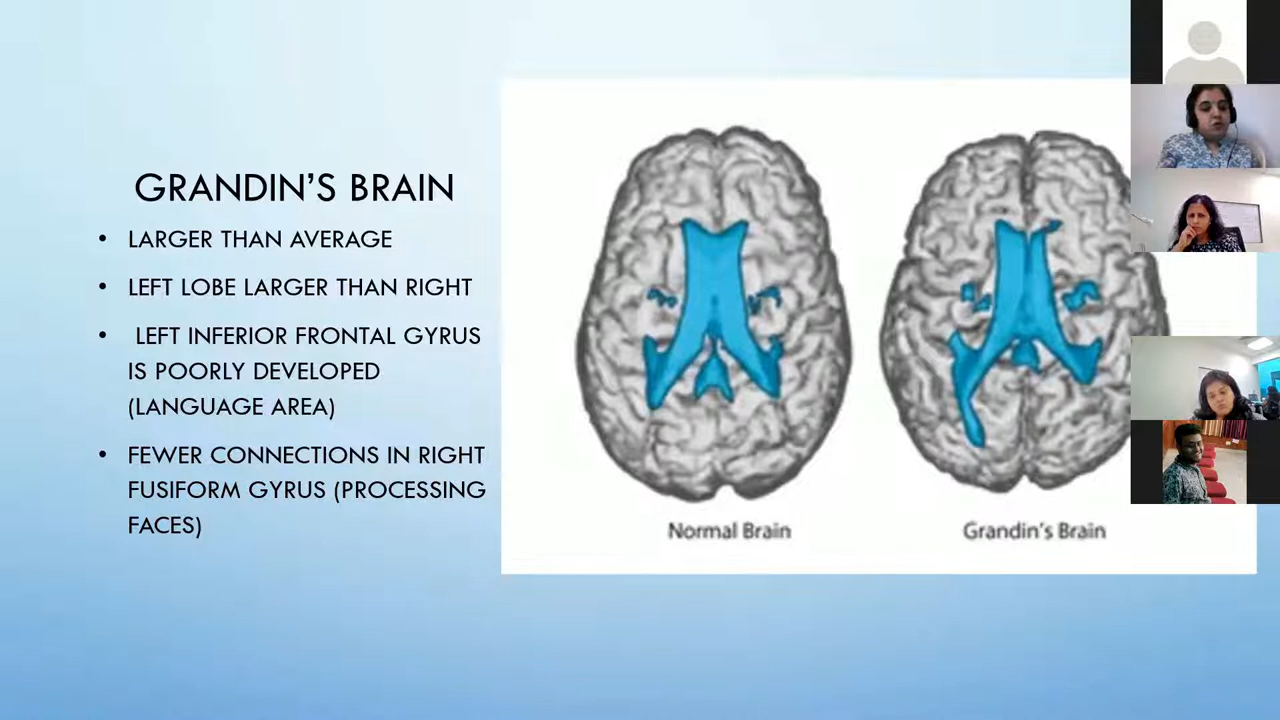 GRANDIN'S BRAIN
• LARGER THAN AVERAGE
• LEFT LOBE LARGER THAN RIGHT
• LEFT INFERIOR FRONTAL GYRUS
IS POORLY DEVELOPED
(LANGUAGE AREA)
• FEWER CONNECTIONS IN RIGHT
FUSIFORM GYRUS (PROCESSING
FACES)
Normal Brain
Grandin's Brain